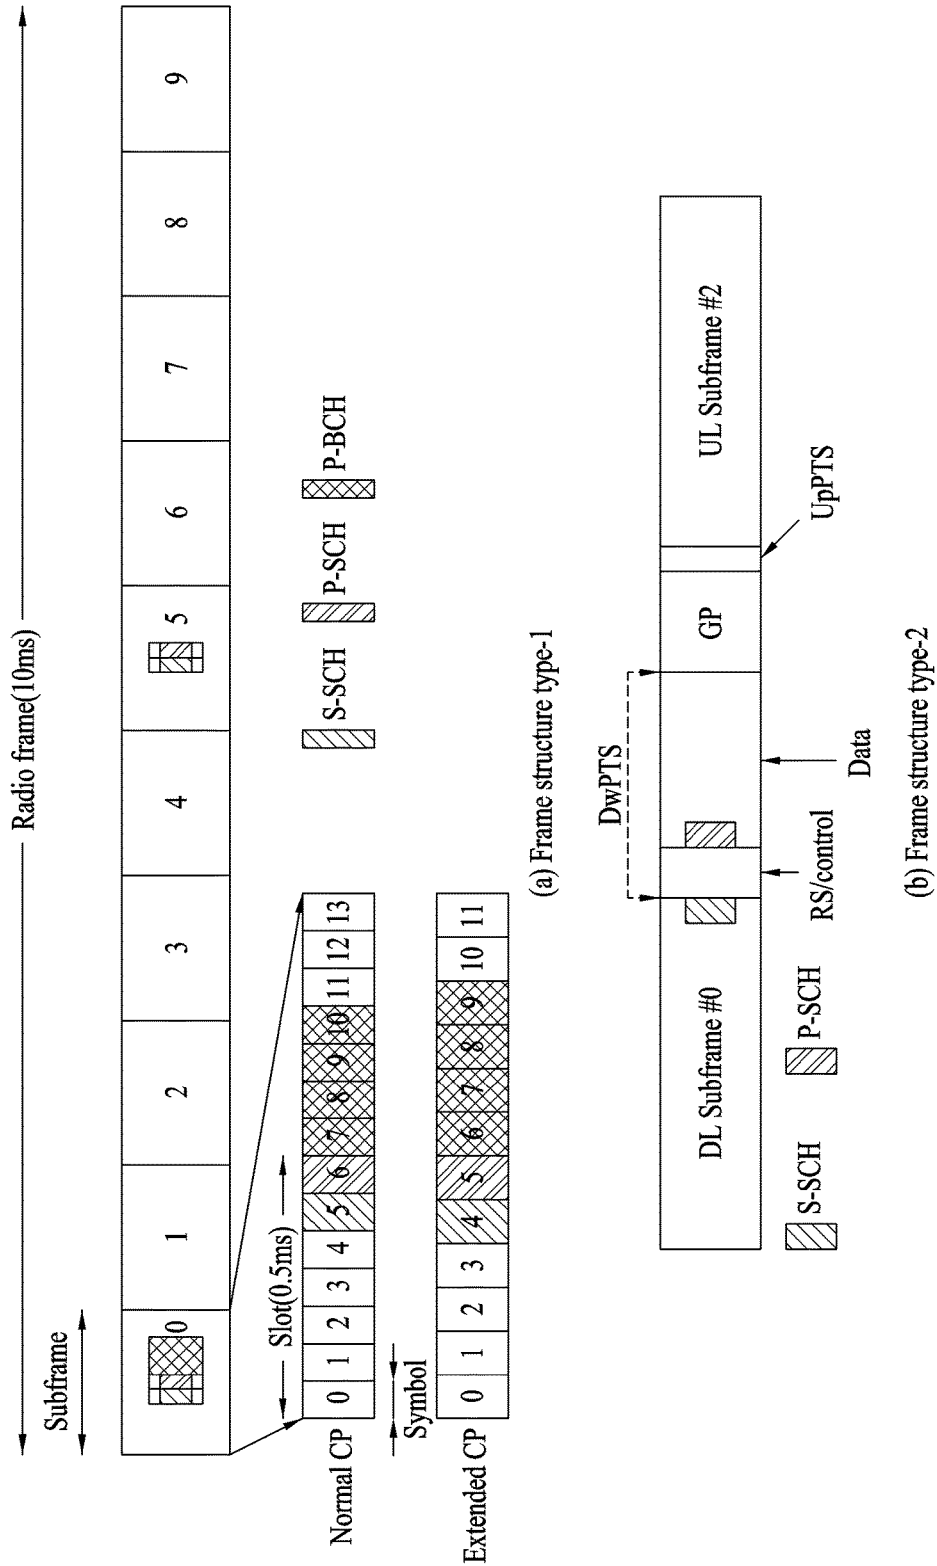 Radio frame(10ms)
Subframe
0 1 2 3 4 5 6 7 8 9
Slot(0.5ms)
Normal CP 0 1 2 3 4 5 6 7 8 9 10 11 12 13
S-SCH P-SCH P-BCH
Symbol
Extended CP 0 1 2 3 4 5 6 7 8 9 10 11
(a) Frame structure type-1
DwPTS
DL Subframe #0 GP UL Subframe #2
UpPTS
RS/control Data
S-SCH P-SCH
(b) Frame structure type-2